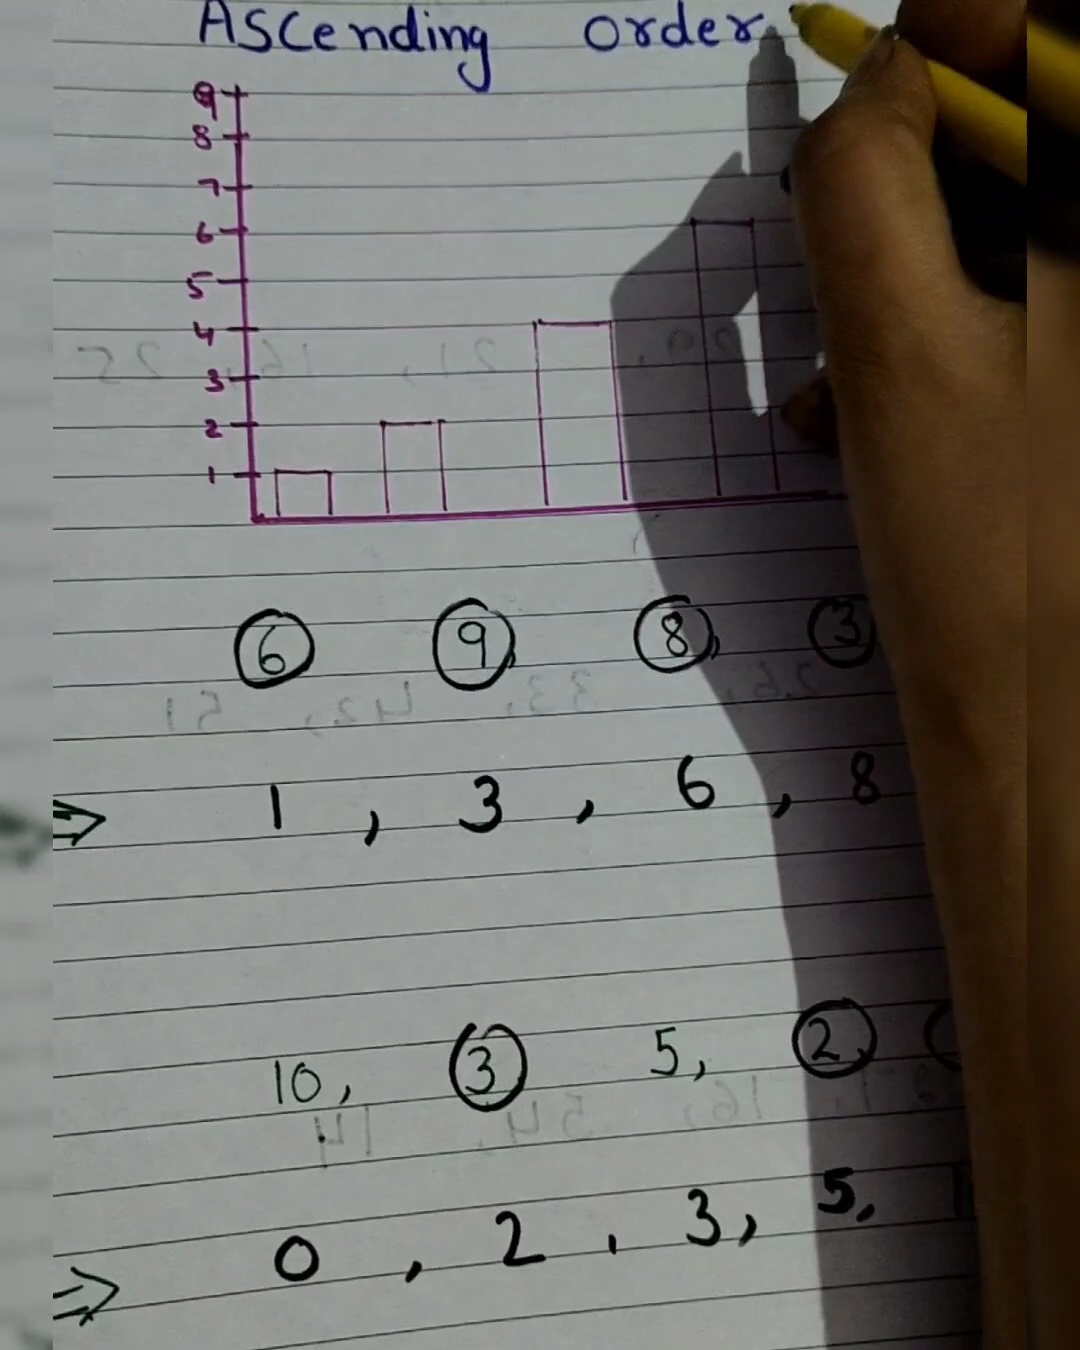 Ascending order
9
8
7
6
5
4
3
2
1
6 9, 8, 3
⇒ 1 , 3 , 6 , 8
10, 3 5, 2,
⇒ 0 , 2 , 3, 5,